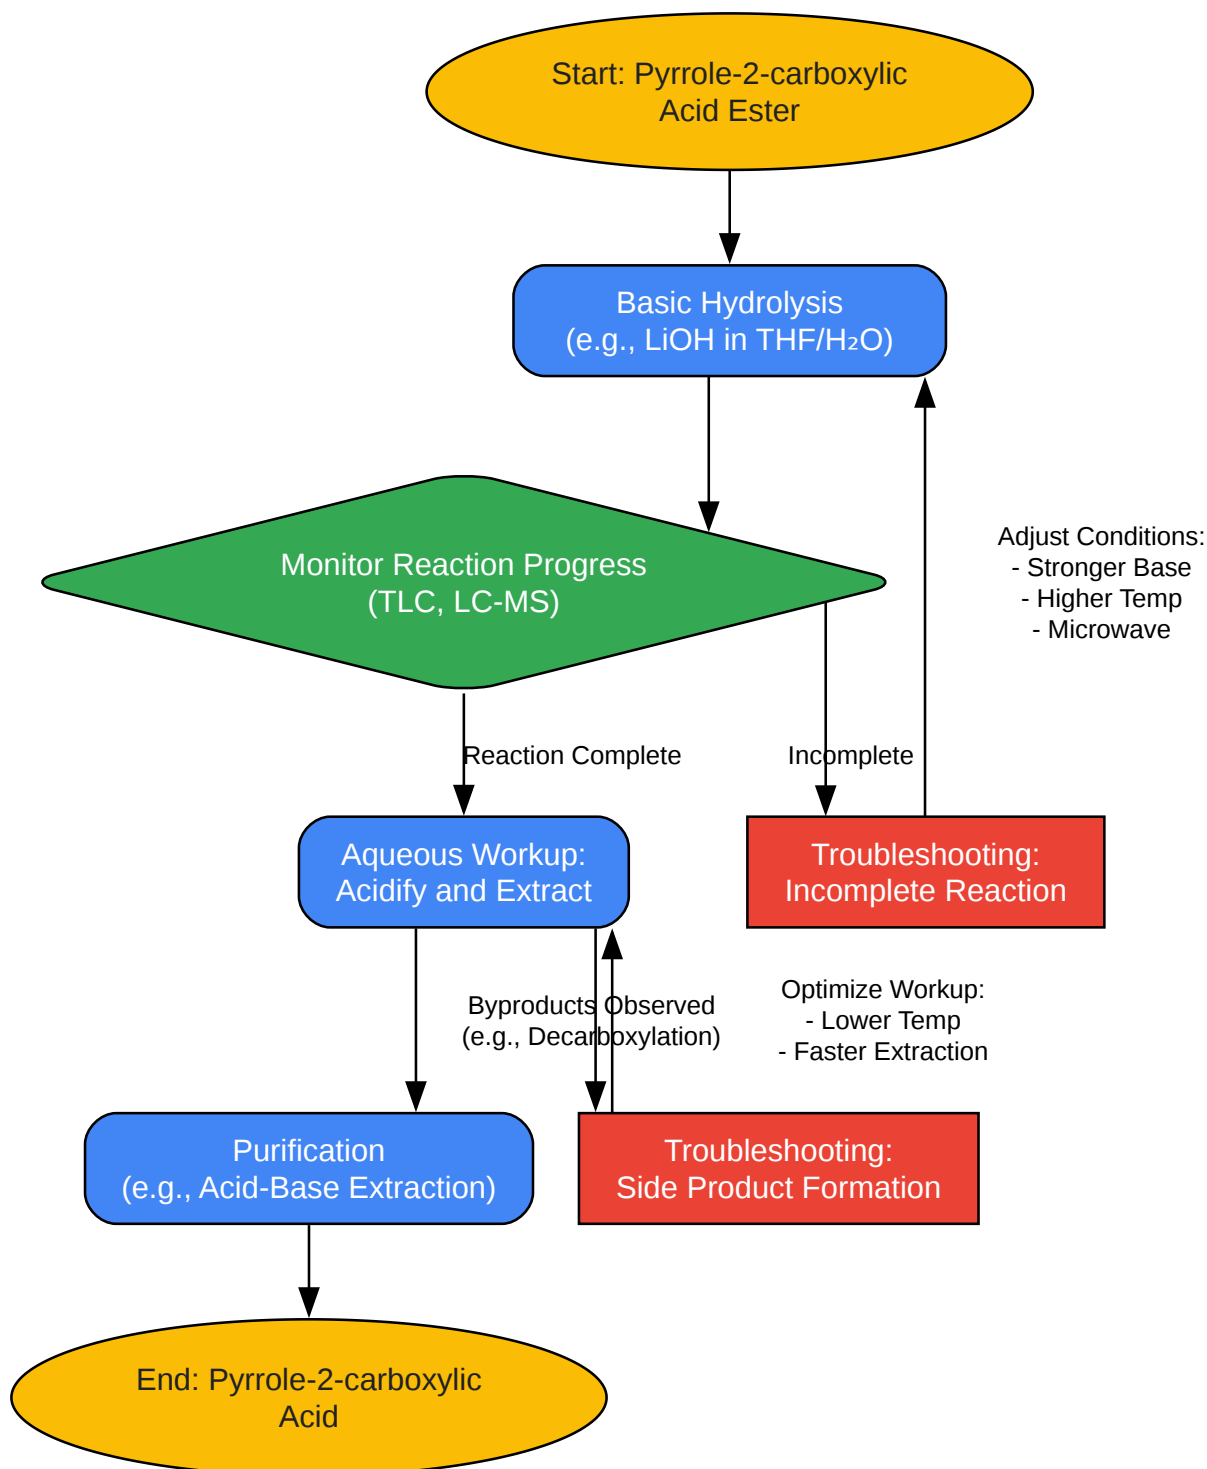 Start: Pyrrole-2-carboxylic
Acid Ester
Basic Hydrolysis
(e.g., LiOH in THF/H₂O)
Monitor Reaction Progress
(TLC, LC-MS)
Adjust Conditions:
- Stronger Base
- Higher Temp
- Microwave
Reaction Complete
Incomplete
Aqueous Workup:
Acidify and Extract
Troubleshooting:
Incomplete Reaction
Byproducts Observed
(e.g., Decarboxylation)
Optimize Workup:
- Lower Temp
- Faster Extraction
Purification
(e.g., Acid-Base Extraction)
Troubleshooting:
Side Product Formation
End: Pyrrole-2-carboxylic
Acid